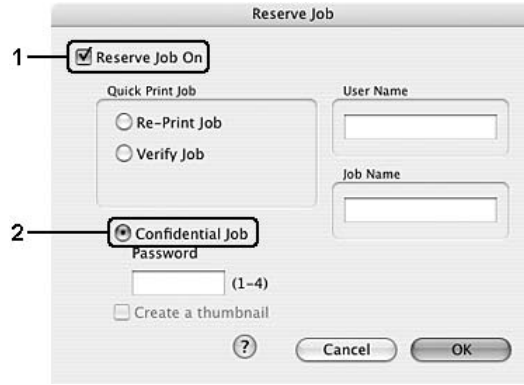 Reserve Job
1
Reserve Job On
Quick Print Job
Re-Print Job
Verify Job
User Name
Job Name
2
Confidential Job
Password
(1-4)
Create a thumbnail
?
Cancel
OK